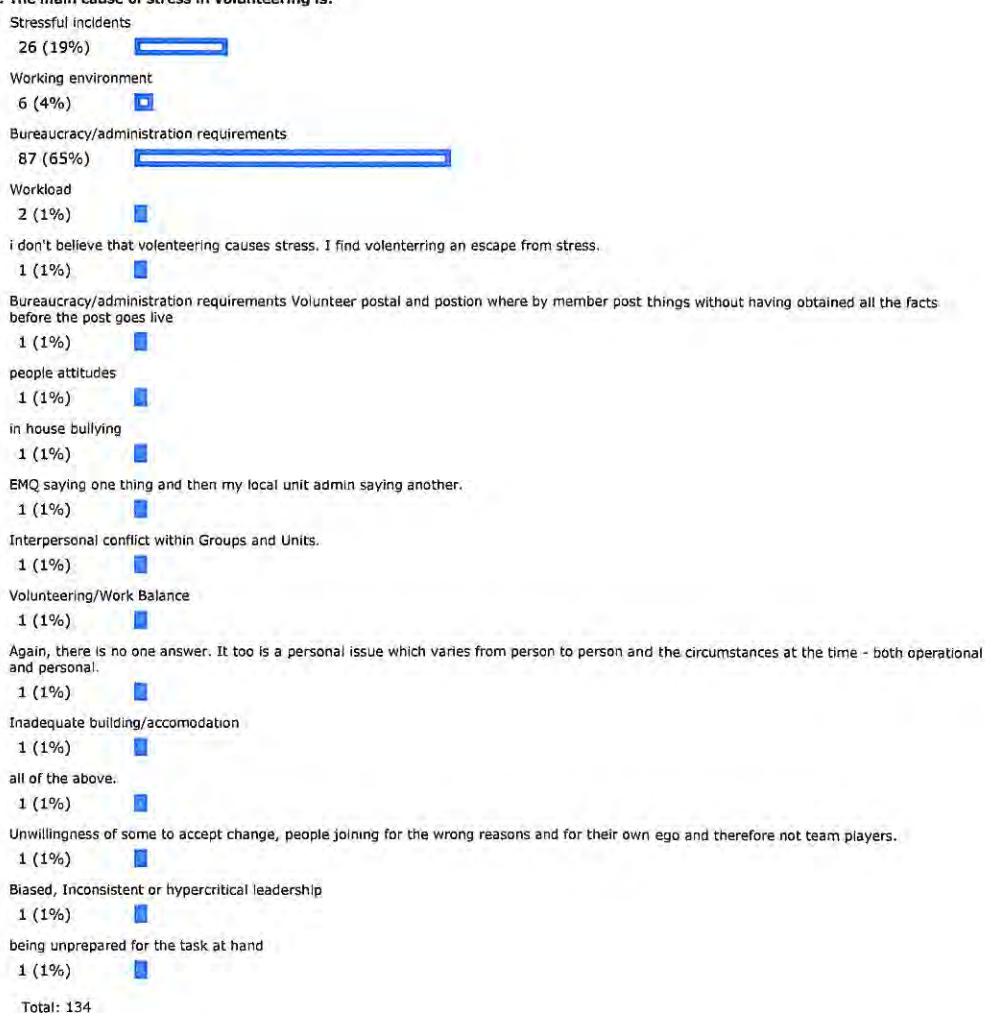 . The main cause of stress in volunteering is:
Stressful incidents
26 (19%)
Working environment
6 (4%)
Bureaucracy/administration requirements
87 (65%)
Workload
2 (1%)
i don't believe that volenteering causes stress. I find volenterring an escape from stress.
1 (1%)
Bureaucracy/administration requirements Volunteer postal and postion where by member post things without having obtained all the facts
before the post goes live
1 (1%)
people attitudes
1 (1%)
in house bullying
1 (1%)
EMQ saying one thing and then my local unit admin saying another.
1 (1%)
Interpersonal conflict within Groups and Units.
1 (1%)
Volunteering/Work Balance
1 (1%)
Again, there is no one answer. It too is a personal issue which varies from person to person and the circumstances at the time - both operational
and personal.
1 (1%)
Inadequate building/accomodation
1 (1%)
all of the above.
1 (1%)
Unwillingness of some to accept change, people joining for the wrong reasons and for their own ego and therefore not team players.
1 (1%)
Biased, Inconsistent or hypercritical leadership
1 (1%)
being unprepared for the task at hand
1 (1%)
Total: 134